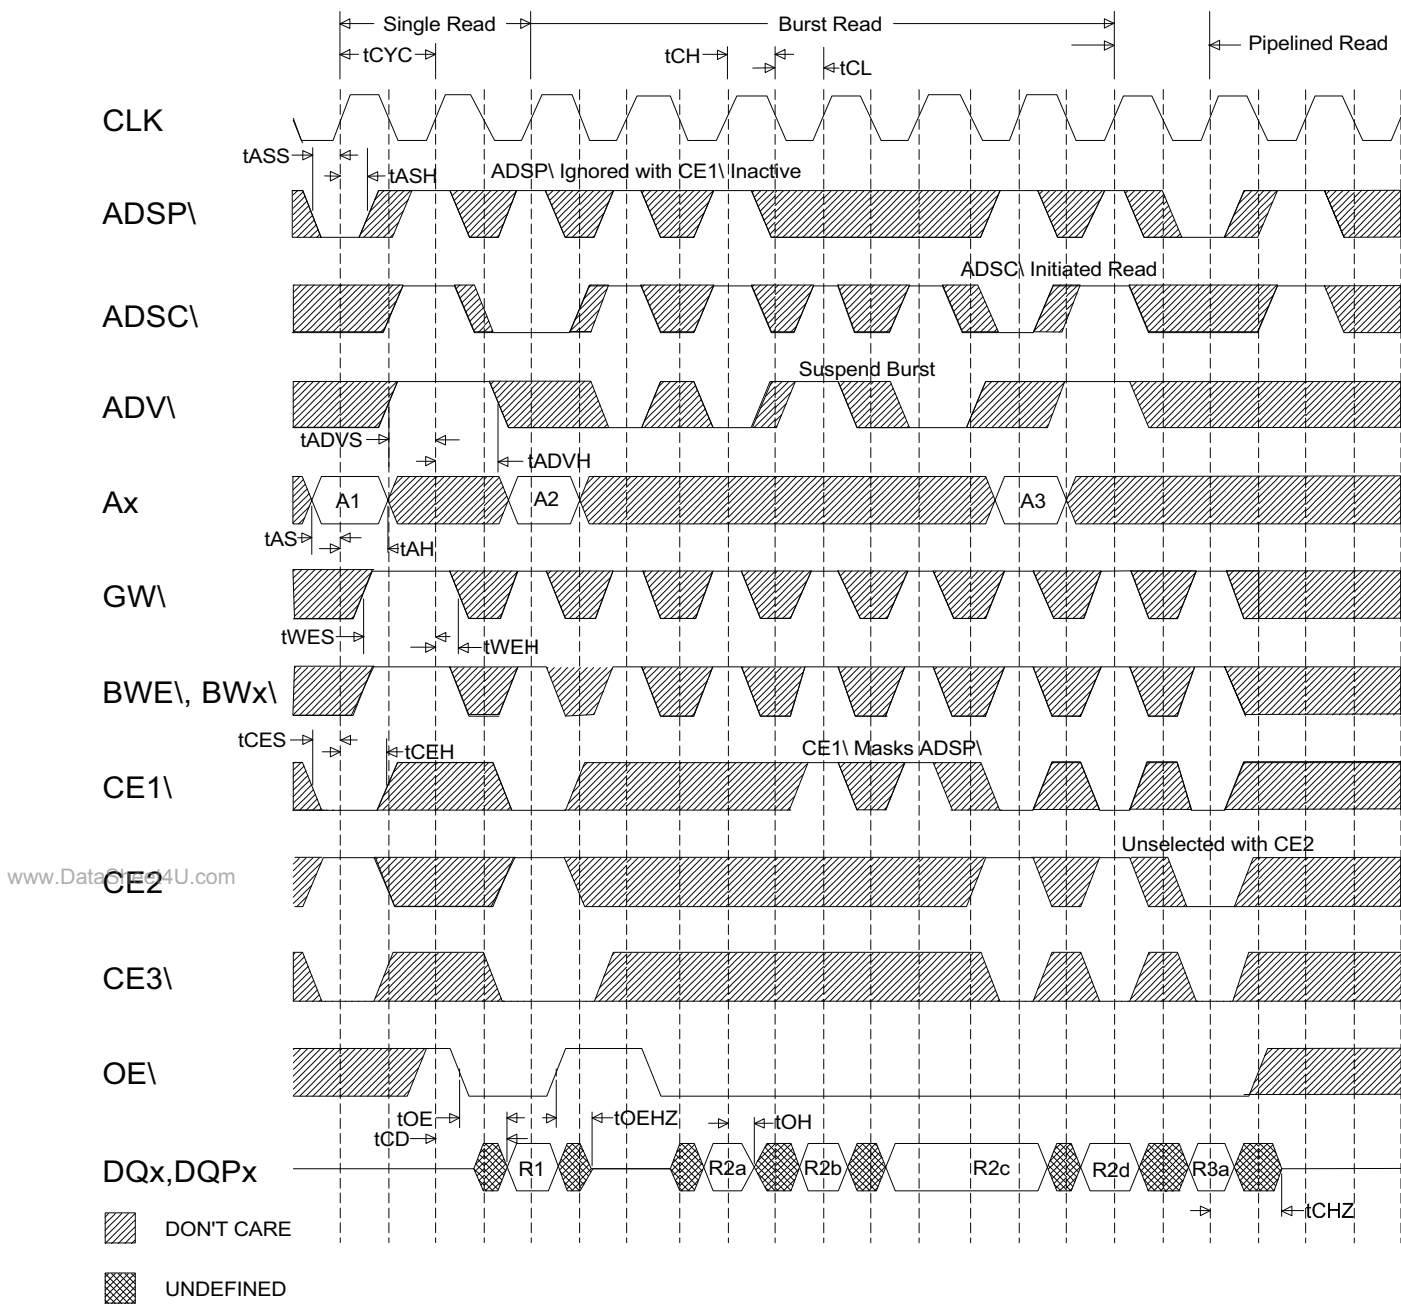 Single Read
Burst Read
Pipelined Read
tCYC
tCH
tCL
CLK
tASS
tASH
ADSP\ Ignored with CE1\ Inactive
ADSP\
ADSC\ Initiated Read
ADSC\
Suspend Burst
ADV\
tADVS
tADVH
Ax
A1
A2
A3
tAS
tAH
GW\
tWES
tWEH
BWE\, BWx\
tCES
tCEH
CE1\ Masks ADSP\
CE1\
Unselected with CE2
www.DataSheet4U.com
CE2
CE3\
OE\
tOE
tOEHZ
tOH
tCD
DQx,DQPx
R1
R2a
R2b
R2c
R2d
R3a
tCHZ
DON'T CARE
UNDEFINED